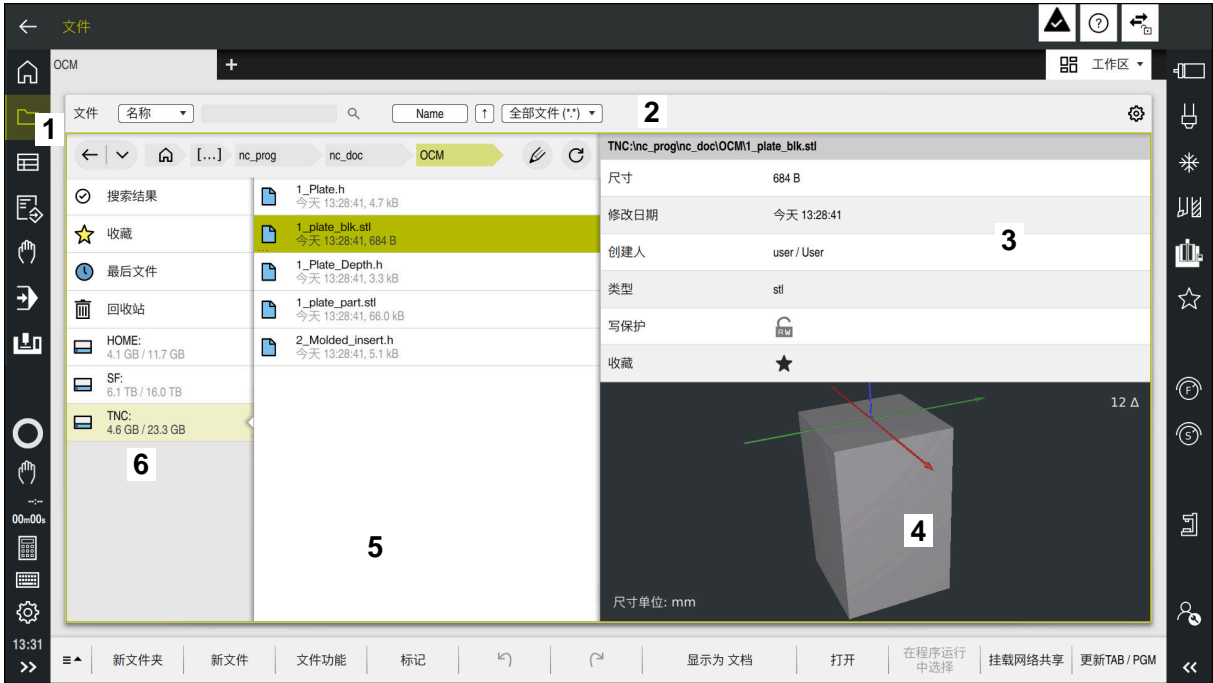 文件
OCM
+
工作区
文件 名称 Name ↑ 全部文件 (*.*) 2
1
[...] nc_prog nc_doc OCM
TNC:\nc_prog\nc_doc\OCM\1_plate_blk.stl
搜索结果
收藏
最后文件
回收站
HOME:
4.1 GB / 11.7 GB
SF:
6.1 TB / 16.0 TB
TNC:
4.6 GB / 23.3 GB
6
1_Plate.h
今天 13:28:41, 4.7 kB
1_plate_blk.stl
今天 13:28:41, 684 B
...
1_Plate_Depth.h
今天 13:28:41, 3.3 kB
1_plate_part.stl
今天 13:28:41, 66.0 kB
2_Molded_insert.h
今天 13:28:41, 5.1 kB
5
尺寸 684 B
修改日期 今天 13:28:41
3
创建人 user / User
类型 stl
写保护 RW
收藏
12 Δ
4
尺寸单位: mm
F
S
--:--
00m00s
13:31
新文件夹 新文件 文件功能 标记 显示为 文档 打开 在程序运行
中选择 挂载网络共享 更新TAB / PGM